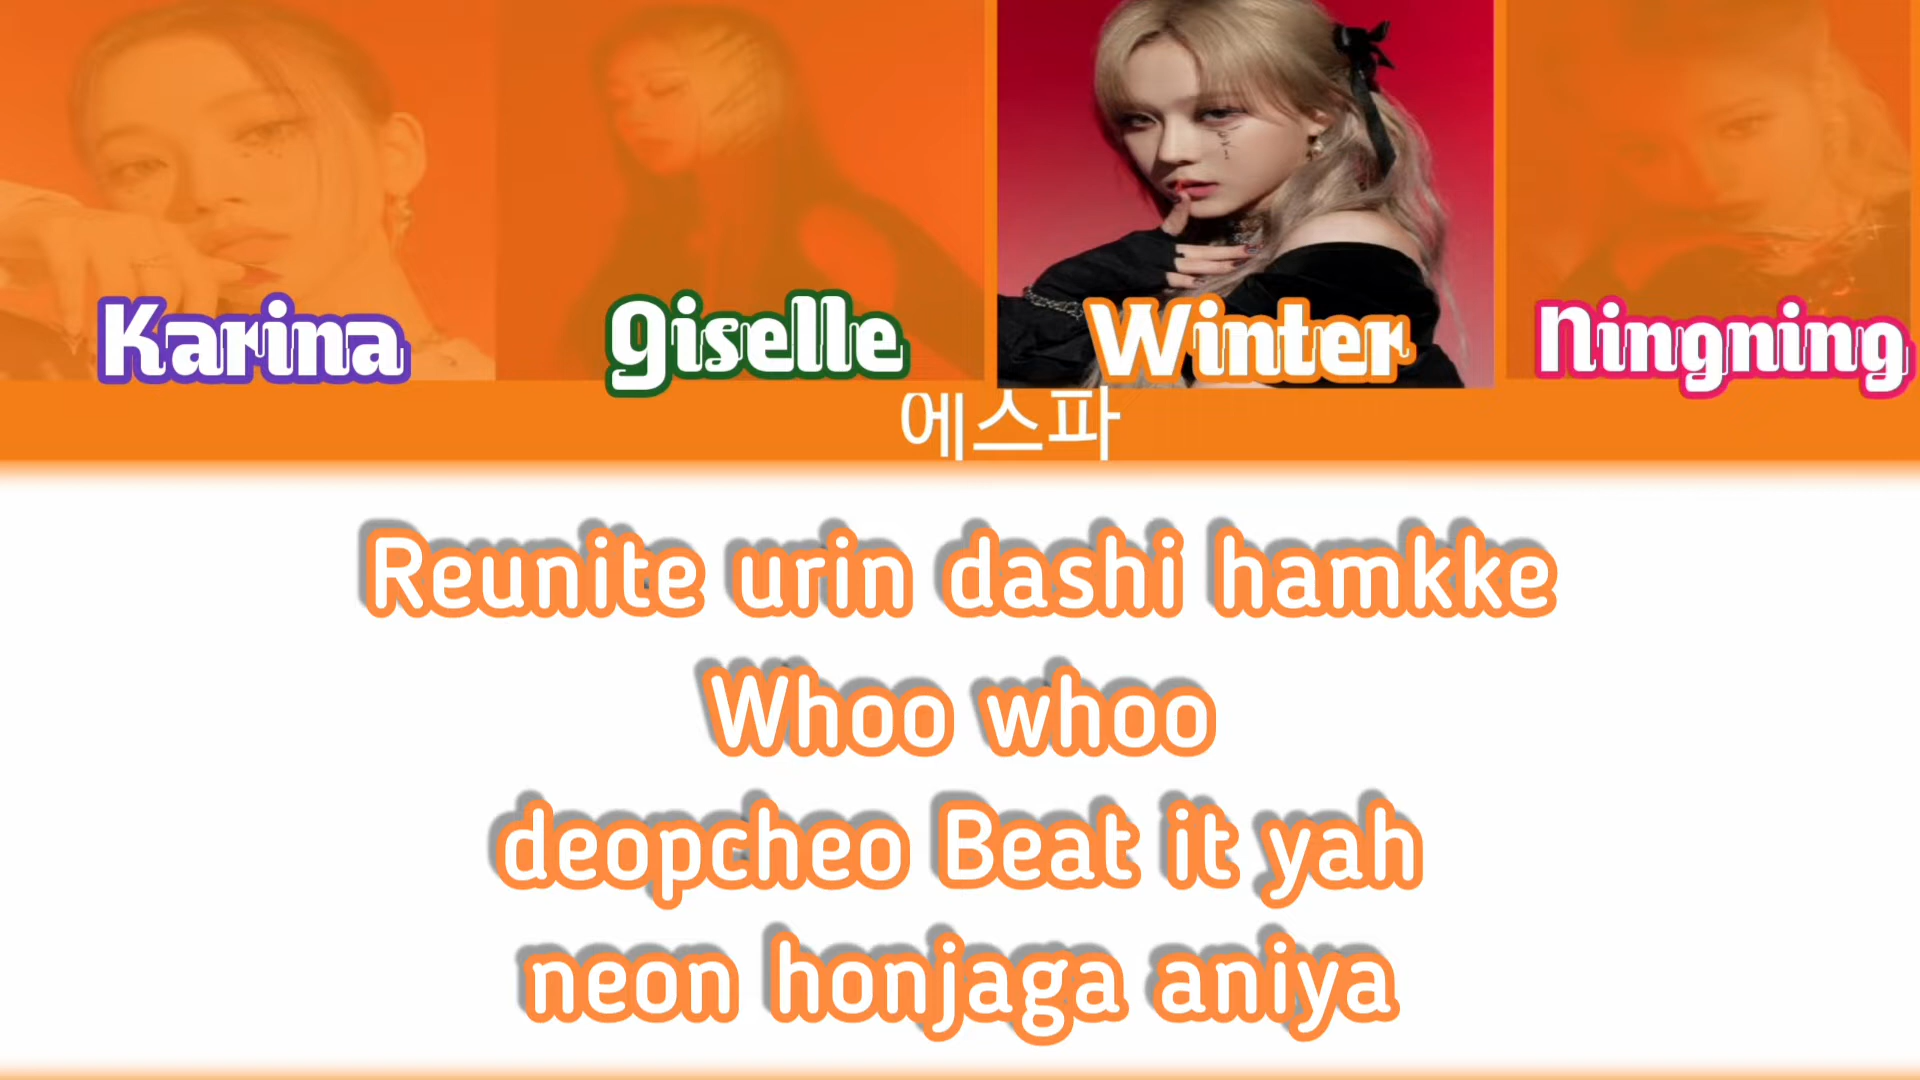 Karina Giselle Winter Ningning
에스파
Reunite urin dashi hamkke
Whoo whoo
deopcheo Beat it yah
neon honjaga aniya